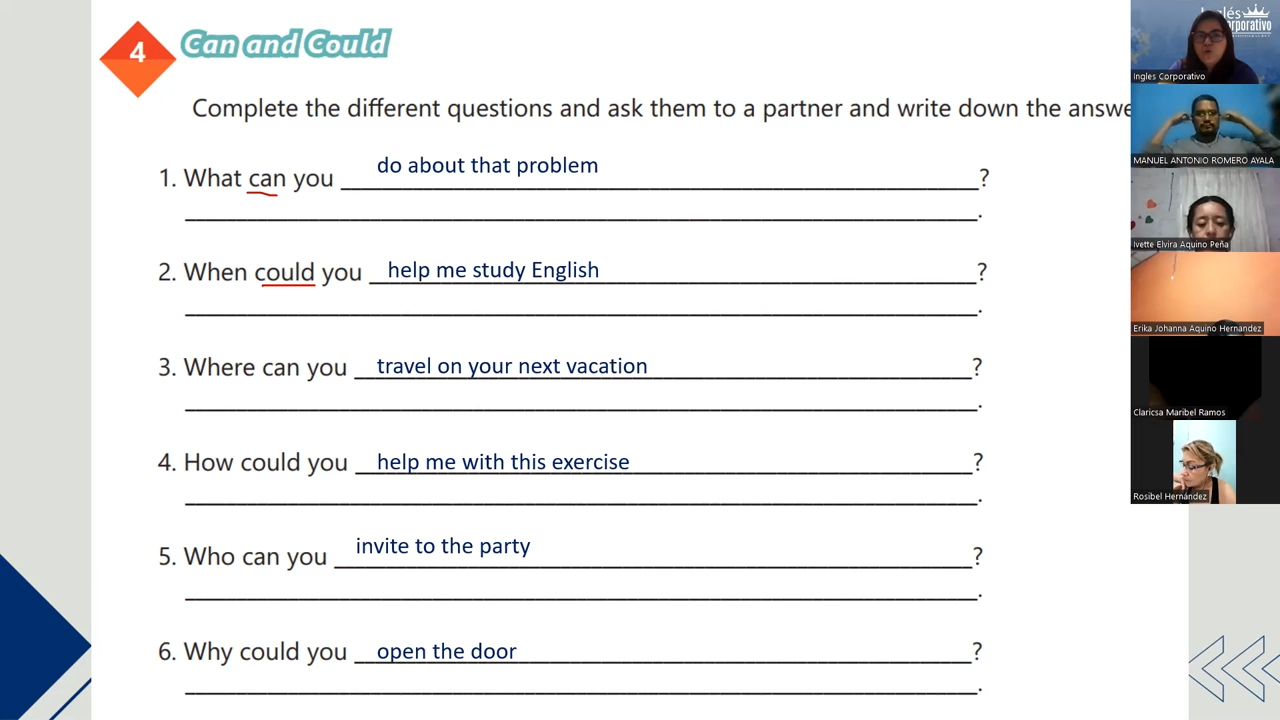 4
Can and Could
Complete the different questions and ask them to a partner and write down the answe
1. What can you do about that problem ?
.
2. When could you help me study English ?
.
3. Where can you travel on your next vacation ?
.
4. How could you help me with this exercise ?
.
5. Who can you invite to the party ?
.
6. Why could you open the door ?
.
Inglés
Corporativo
Ingles Corporativo
MANUEL ANTONIO ROMERO AYALA
Ivette Elvira Aquino Peña
Erika Johanna Aquino Hernandez
Claricsa Maribel Ramos
Rosibel Hernández